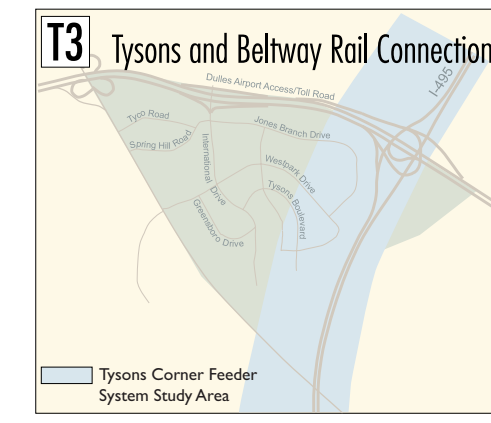 T3 Tysons and Beltway Rail Connection
Dulles Airport Access/Toll Road
I-495
Tyco Road
Jones Branch Drive
Spring Hill Road
International Drive
Westpark Drive
Tysons Boulevard
Greensboro Drive
Tysons Corner Feeder
System Study Area